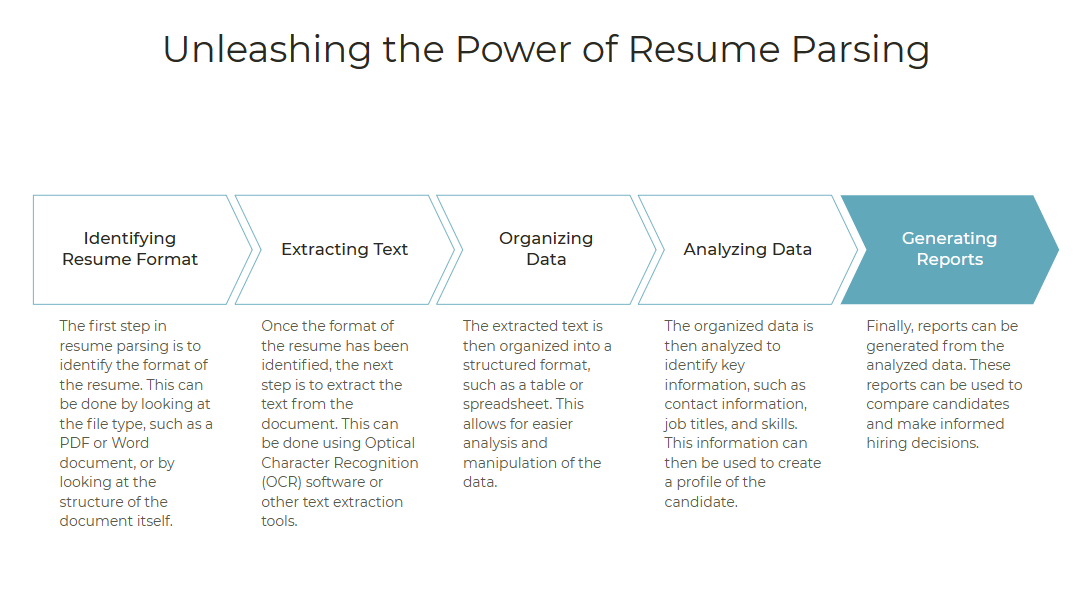 Unleashing the Power of Resume Parsing
Identifying
Resume Format
Extracting Text
Organizing
Data
Analyzing Data
Generating
Reports
The first step in
resume parsing is to
identify the format of
the resume. This can
be done by looking at
the file type, such as a
PDF or Word
document, or by
looking at the
structure of the
document itself.
Once the format of
the resume has been
identified, the next
step is to extract the
text from the
document. This can
be done using Optical
Character Recognition
(OCR) software or
other text extraction
tools.
The extracted text is
then organized into a
structured format,
such as a table or
spreadsheet. This
allows for easier
analysis and
manipulation of the
data.
The organized data is
then analyzed to
identify key
information, such as
contact information,
job titles, and skills.
This information can
then be used to create
a profile of the
candidate.
Finally, reports can be
generated from the
analyzed data. These
reports can be used to
compare candidates
and make informed
hiring decisions.